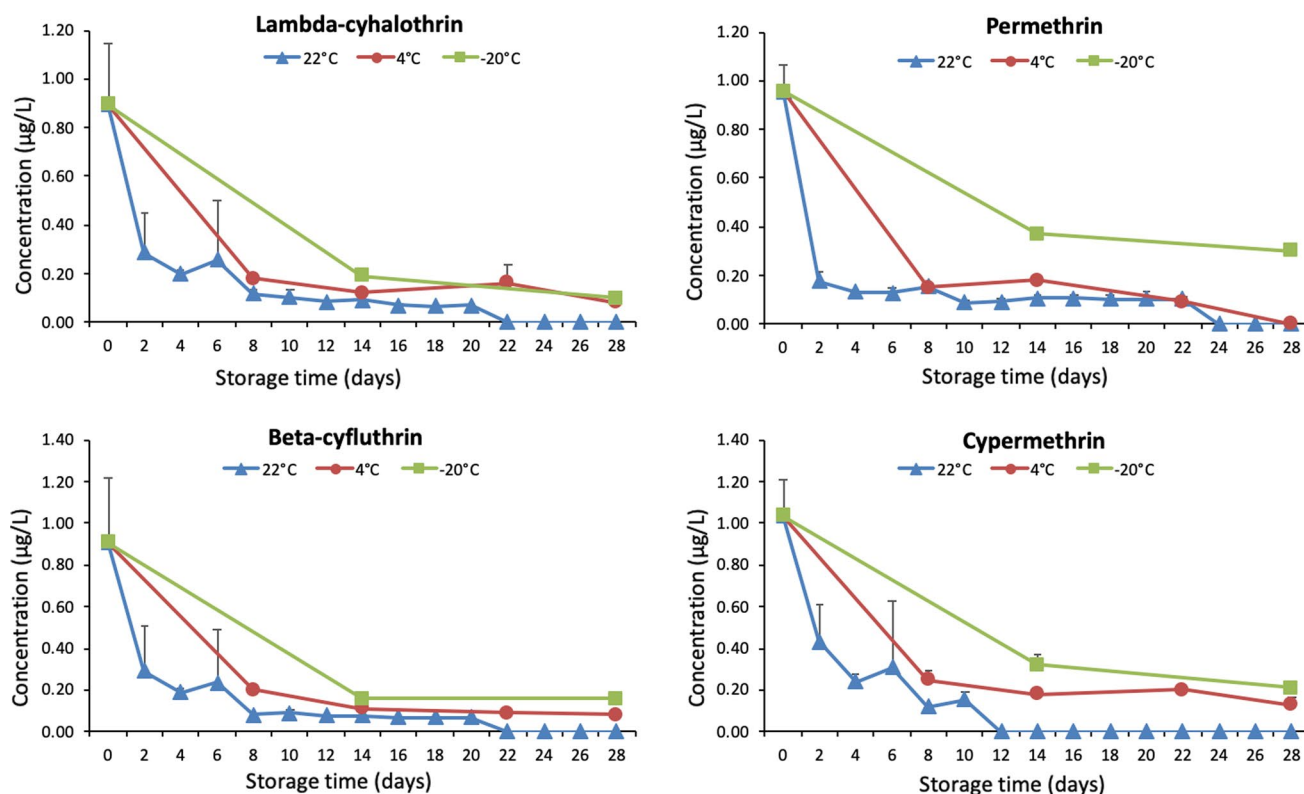 Lambda-cyhalothrin
22°C 4°C -20°C
Concentration (µg/L)
1.20
1.00
0.80
0.60
0.40
0.20
0.00
0 2 4 6 8 10 12 14 16 18 20 22 24 26 28
Storage time (days)
Permethrin
22°C 4°C -20°C
Concentration (µg/L)
1.20
1.00
0.80
0.60
0.40
0.20
0.00
0 2 4 6 8 10 12 14 16 18 20 22 24 26 28
Storage time (days)
Beta-cyfluthrin
22°C 4°C -20°C
Concentration (µg/L)
1.40
1.20
1.00
0.80
0.60
0.40
0.20
0.00
0 2 4 6 8 10 12 14 16 18 20 22 24 26 28
Storage time (days)
Cypermethrin
22°C 4°C -20°C
Concentration (µg/L)
1.40
1.20
1.00
0.80
0.60
0.40
0.20
0.00
0 2 4 6 8 10 12 14 16 18 20 22 24 26 28
Storage time (days)